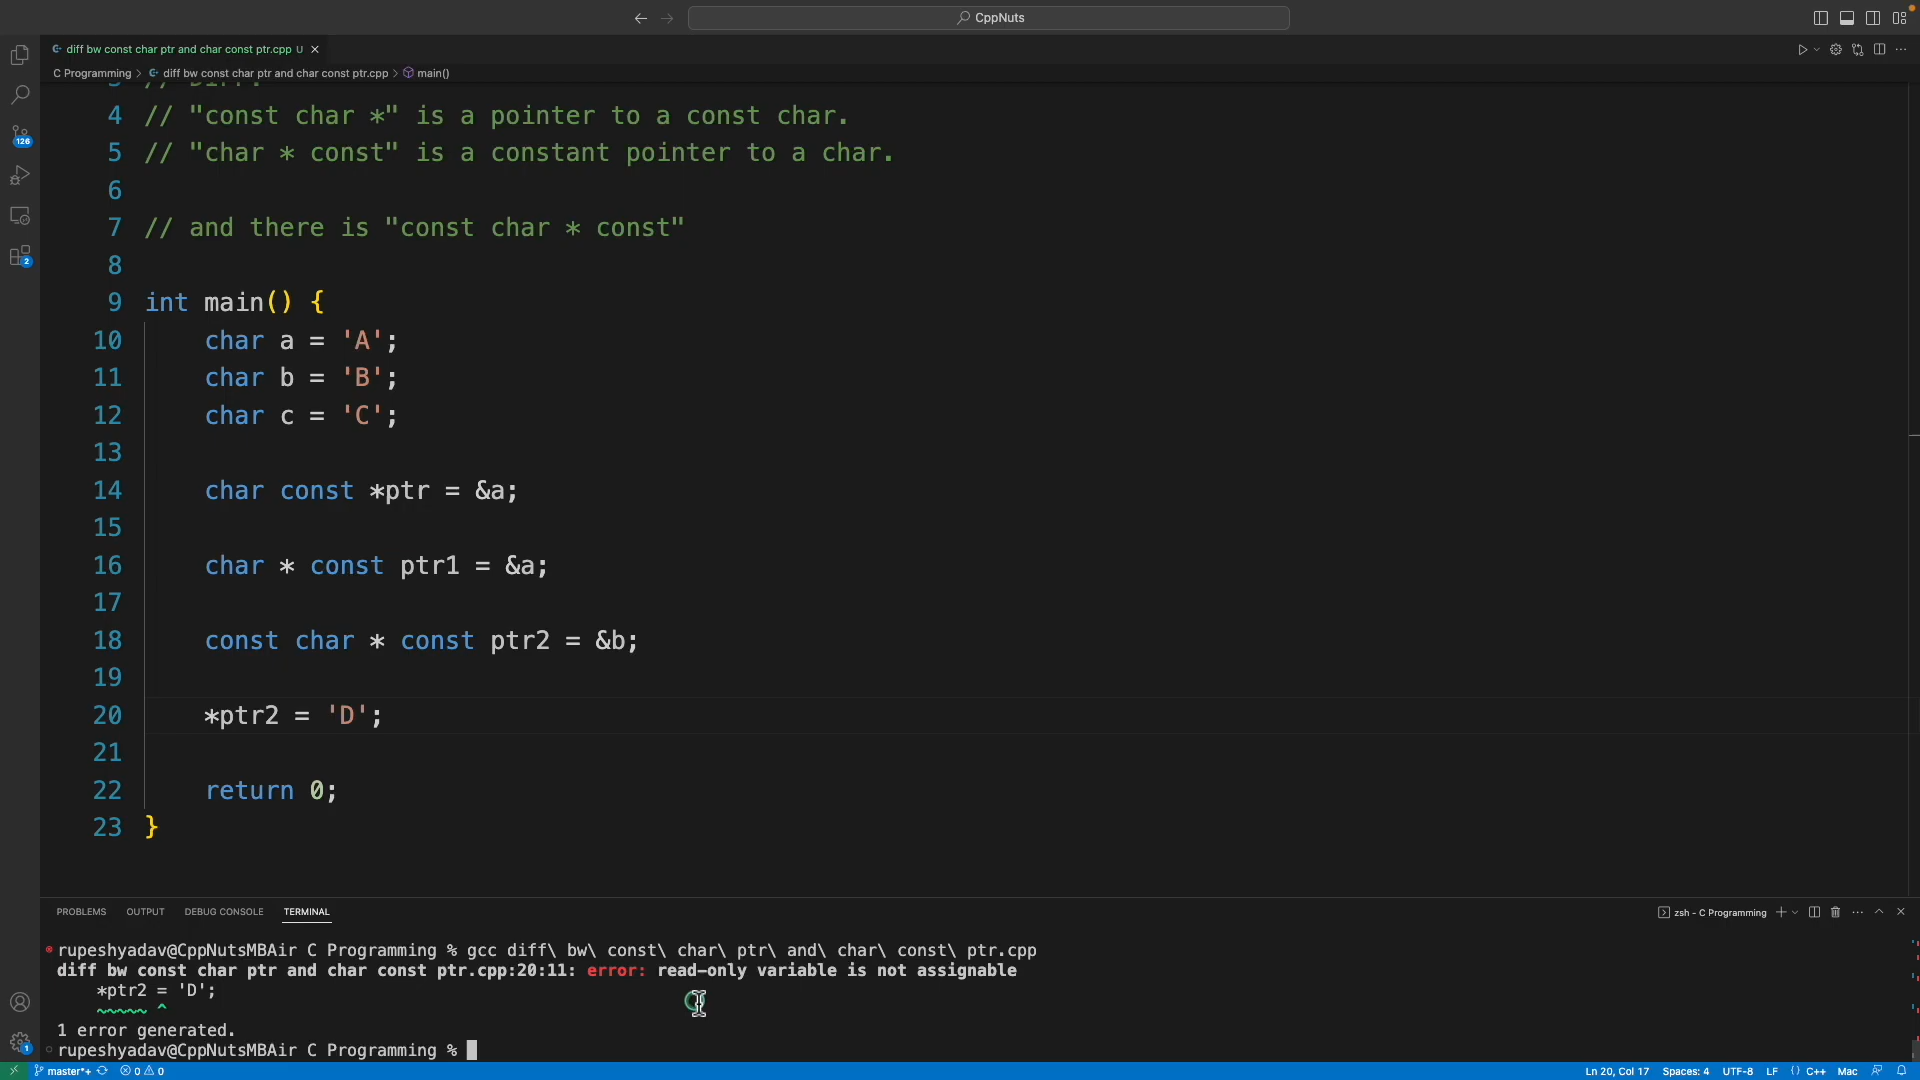 CppNuts
diff bw const char ptr and char const ptr.cpp U
C Programming > diff bw const char ptr and char const ptr.cpp > main()
4 // "const char *" is a pointer to a const char.
5 // "char * const" is a constant pointer to a char.
6
7 // and there is "const char * const"
8
9 int main() {
10 char a = 'A';
11 char b = 'B';
12 char c = 'C';
13
14 char const *ptr = &a;
15
16 char * const ptr1 = &a;
17
18 const char * const ptr2 = &b;
19
20 *ptr2 = 'D';
21
22 return 0;
23 }
126
2
PROBLEMS OUTPUT DEBUG CONSOLE TERMINAL
zsh - C Programming
rupeshyadav@CppNutsMBAir C Programming % gcc diff\ bw\ const\ char\ ptr\ and\ char\ const\ ptr.cpp
diff bw const char ptr and char const ptr.cpp:20:11: error: read-only variable is not assignable
*ptr2 = 'D';
~~~~~ ^
1 error generated.
rupeshyadav@CppNutsMBAir C Programming %
1
master*+ 0 0
Ln 20, Col 17 Spaces: 4 UTF-8 LF {} C++ Mac